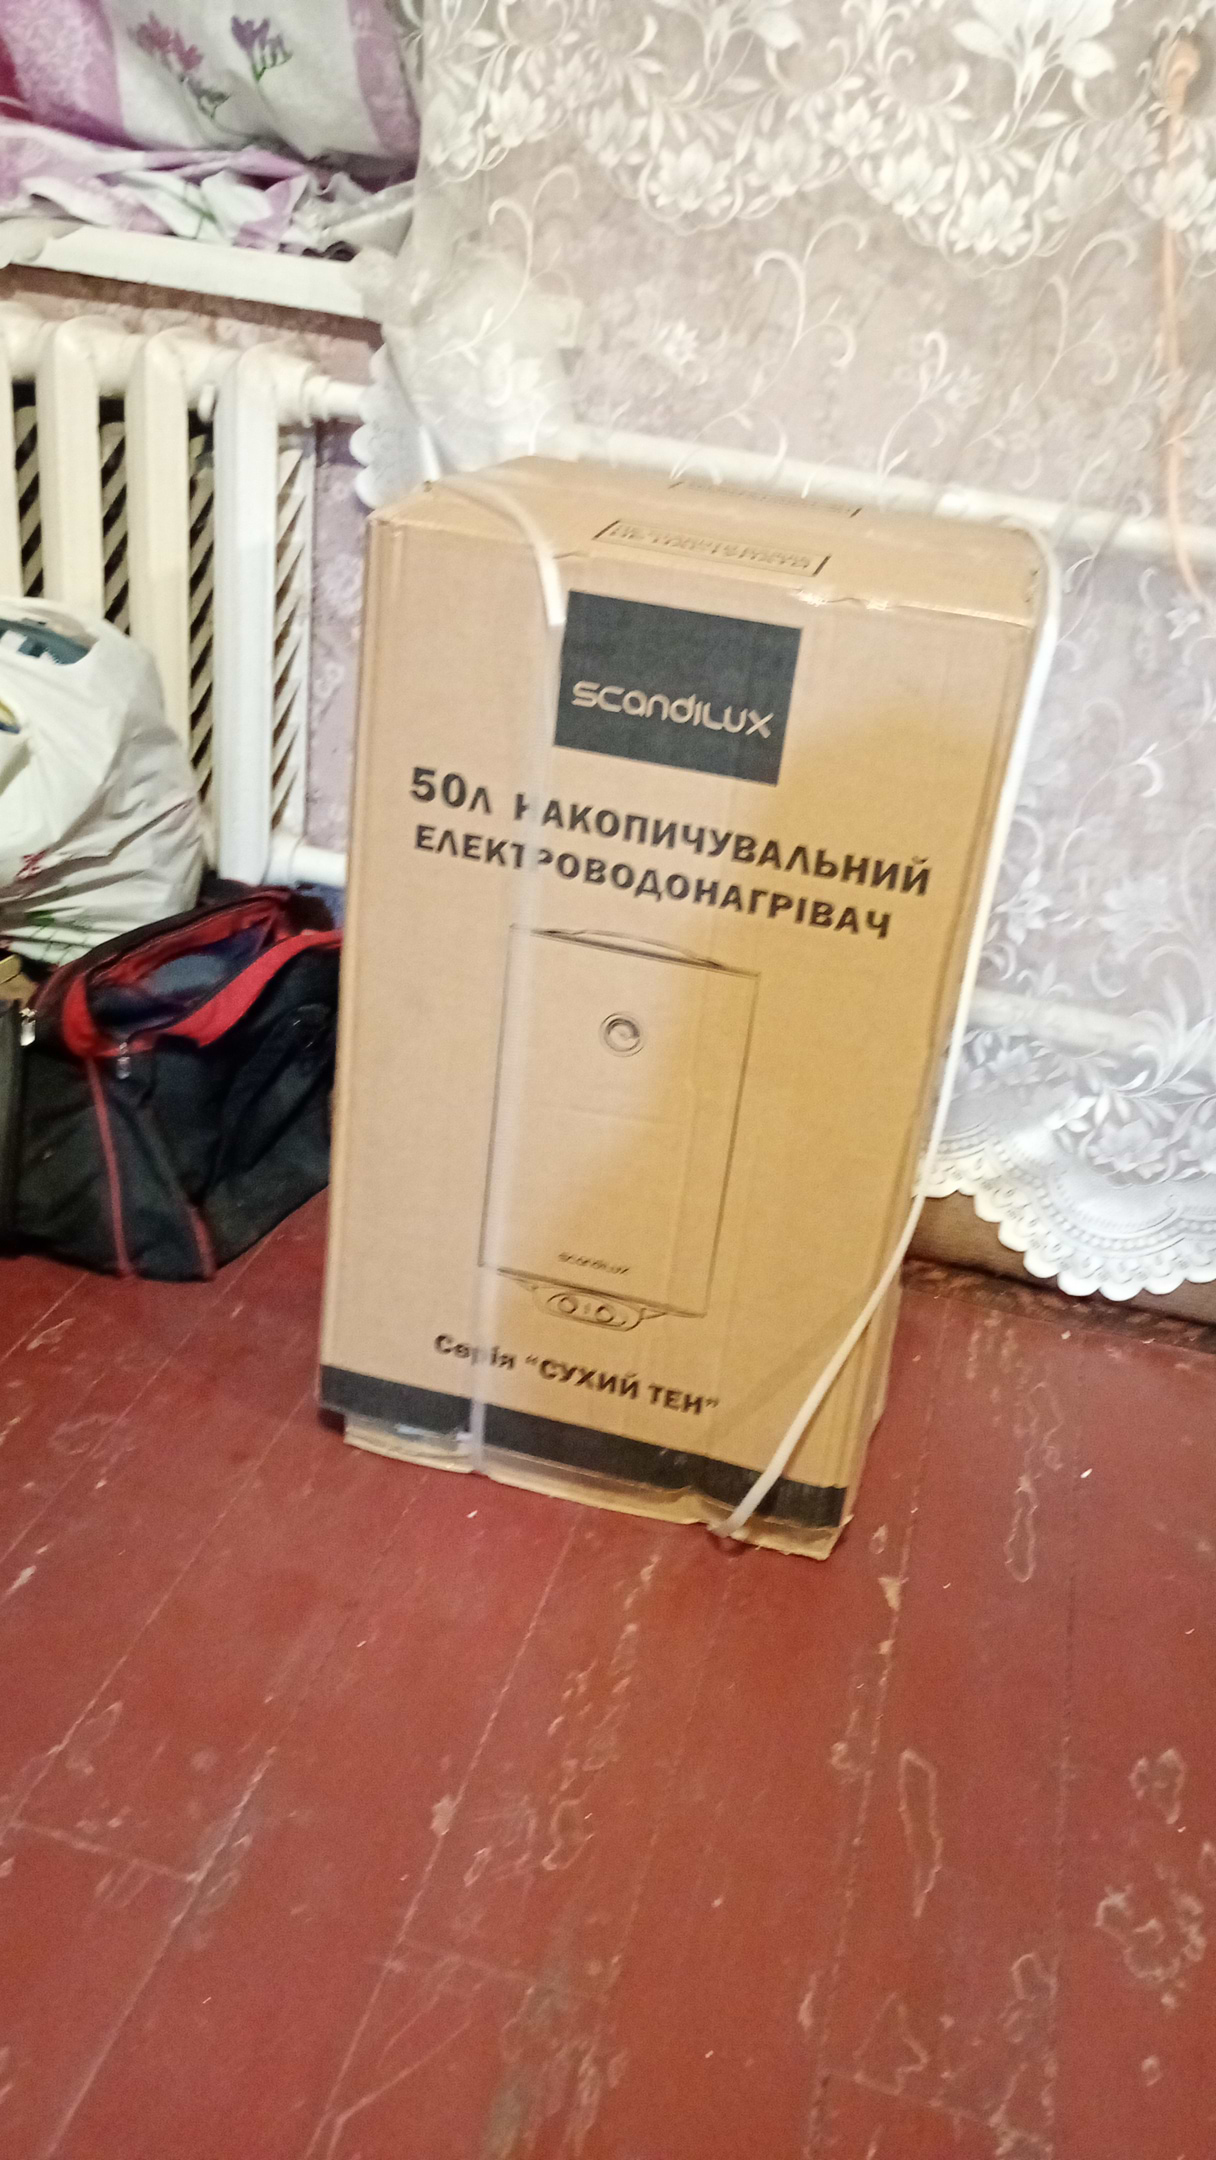 scandilux
50л НАКОПИЧУВАЛЬНИЙ
ЕЛЕКТРОВОДОНАГРІВАЧ
scandilux
Серія "СУХИЙ ТЕН"